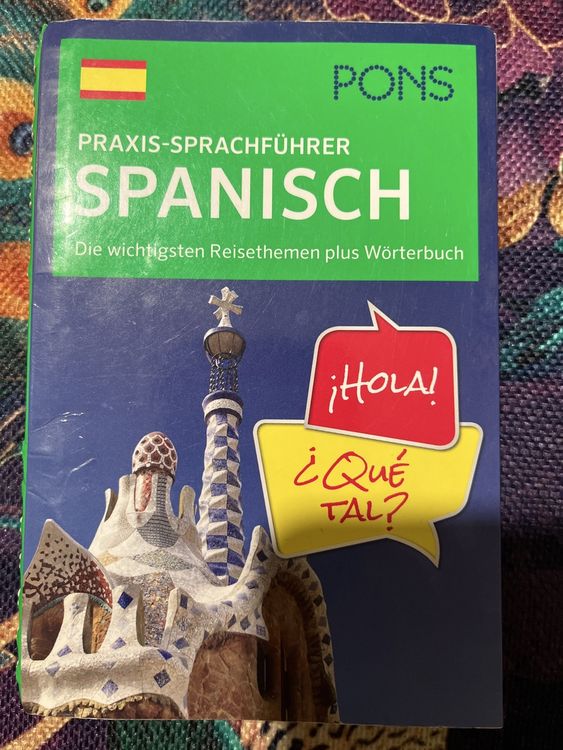 PONS
PRAXIS-SPRACHFÜHRER
SPANISCH
Die wichtigsten Reisethemen plus Wörterbuch
¡HOLA!
¿QUÉ
TAL?